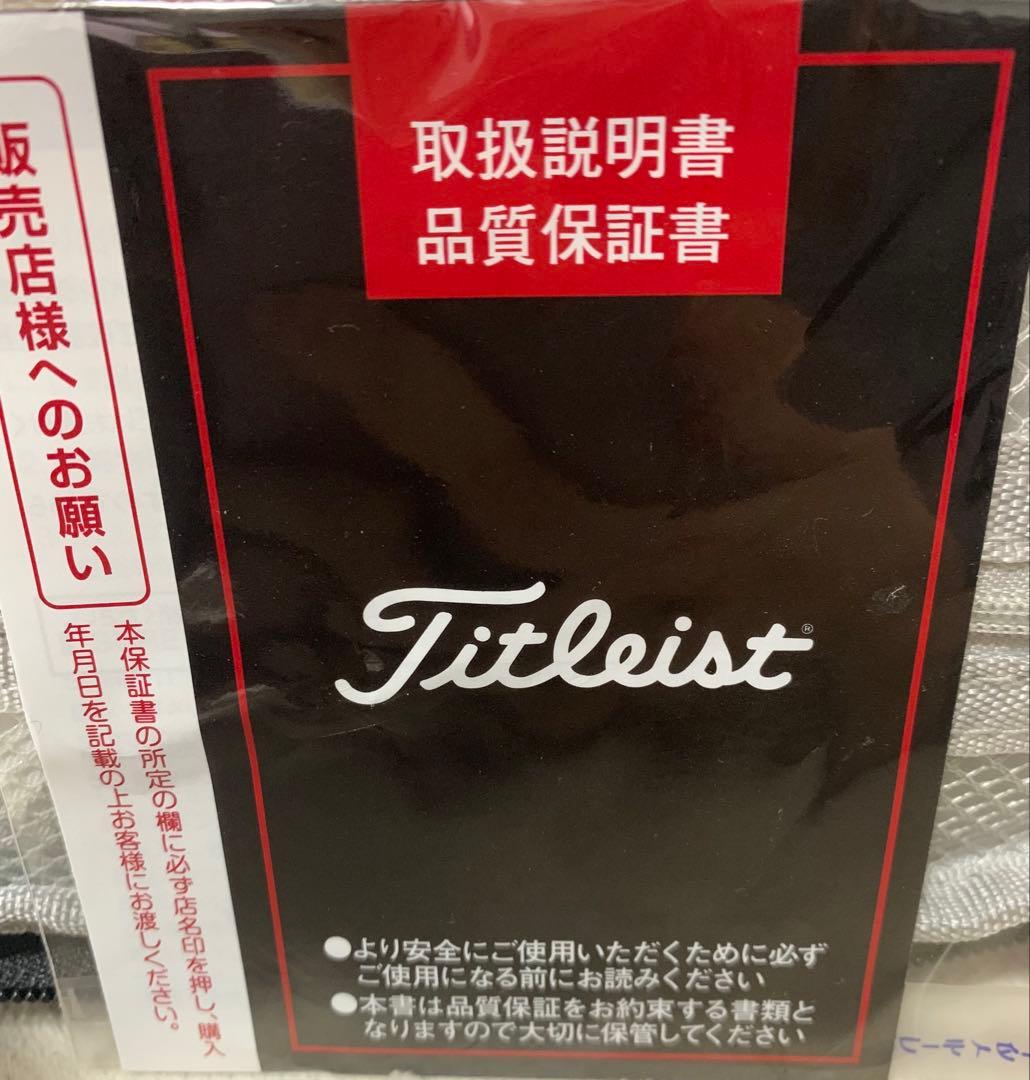 取扱説明書
品質保証書
Titleist®
●より安全にご使用いただくために必ず
ご使用になる前にお読みください
●本書は品質保証をお約束する書類と
なりますので大切に保管してください
販売店様へのお願い
本保証書の所定の欄に必ず店名印を押し、購入
年月日を記載の上お客様にお渡しください。